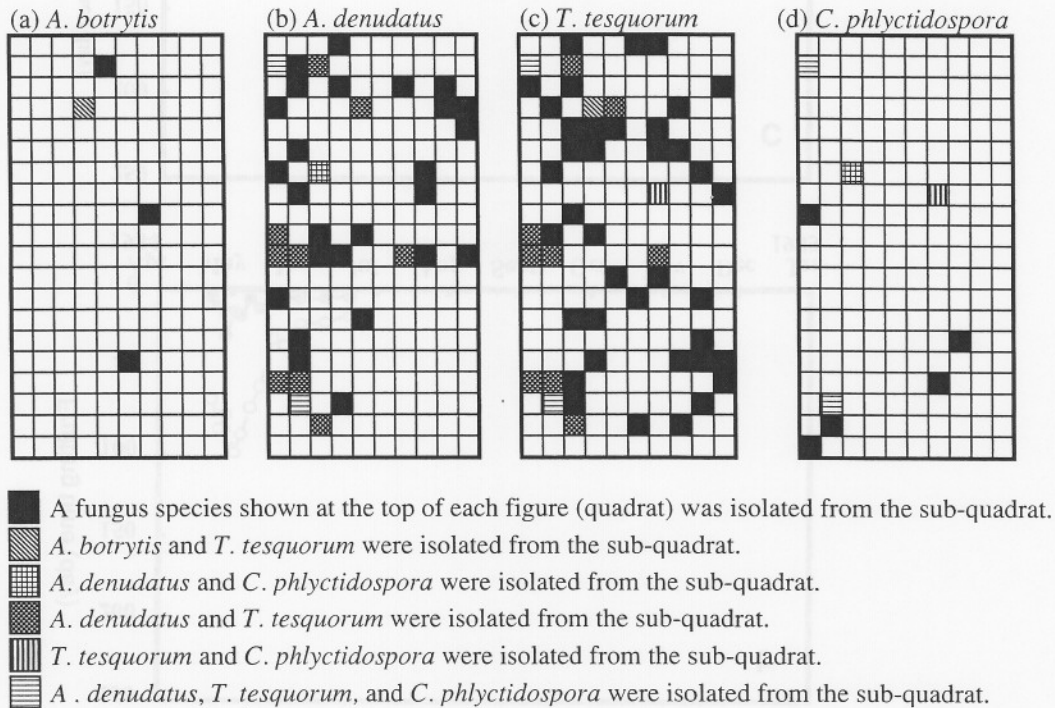 (a) A. botrytis (b) A. denudatus (c) T. tesquorum (d) C. phlyctidospora
A fungus species shown at the top of each figure (quadrat) was isolated from the sub-quadrat.
A. botrytis and T. tesquorum were isolated from the sub-quadrat.
A. denudatus and C. phlyctidospora were isolated from the sub-quadrat.
A. denudatus and T. tesquorum were isolated from the sub-quadrat.
T. tesquorum and C. phlyctidospora were isolated from the sub-quadrat.
A . denudatus, T. tesquorum, and C. phlyctidospora were isolated from the sub-quadrat.